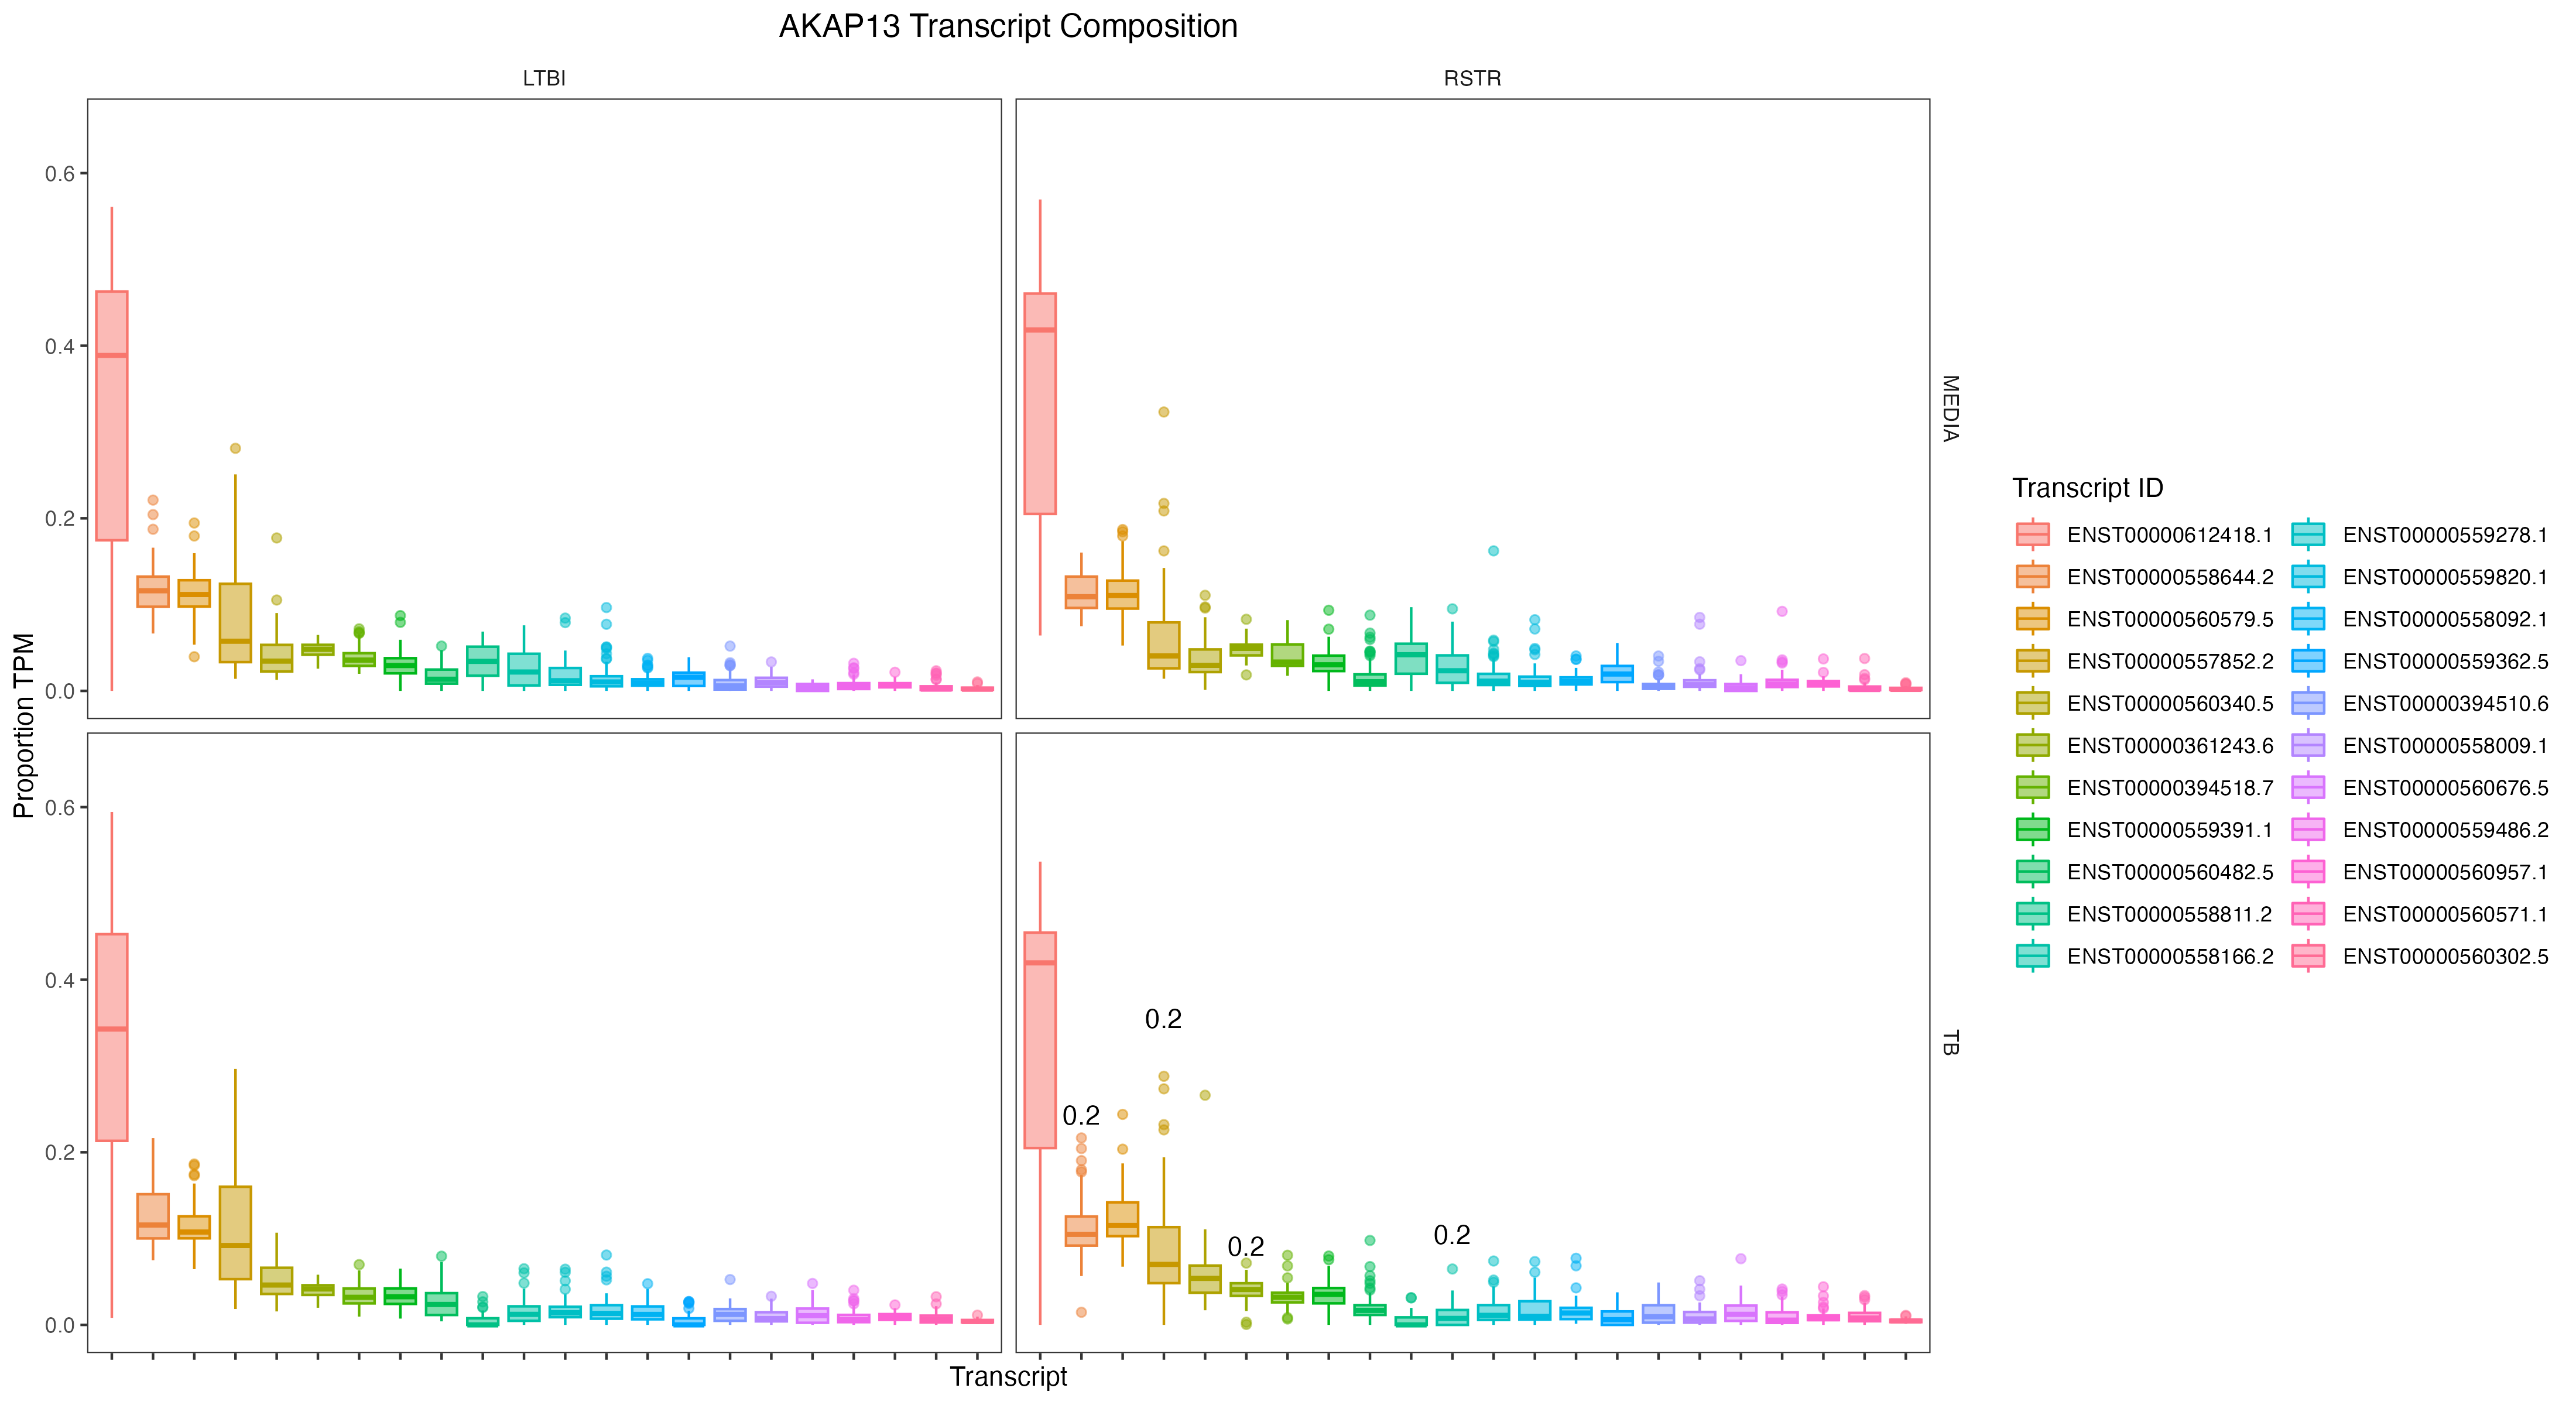 AKAP13 Transcript Composition
LTBI
RSTR
0.6
0.4
0.2
0.0
MEDIA
0.6
0.4
0.2
0.0
0.2
0.2
0.2
0.2
TB
Proportion TPM
Transcript
Transcript ID
ENST00000612418.1
ENST00000558644.2
ENST00000560579.5
ENST00000557852.2
ENST00000560340.5
ENST00000361243.6
ENST00000394518.7
ENST00000559391.1
ENST00000560482.5
ENST00000558811.2
ENST00000558166.2
ENST00000559278.1
ENST00000559820.1
ENST00000558092.1
ENST00000559362.5
ENST00000394510.6
ENST00000558009.1
ENST00000560676.5
ENST00000559486.2
ENST00000560957.1
ENST00000560571.1
ENST00000560302.5